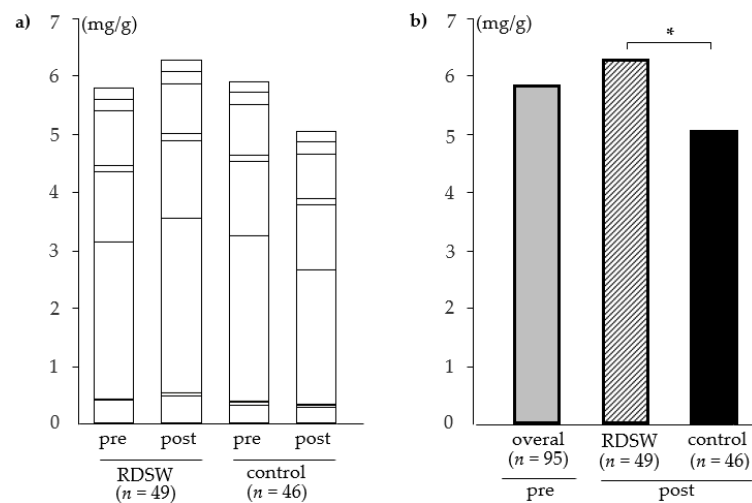 a)
(mg/g)
7
6
5
4
3
2
1
0
pre post pre post
RDSW control
(n = 49) (n = 46)
b)
(mg/g)
*
7
6
5
4
3
2
1
0
overal RDSW control
(n = 95) (n = 49) (n = 46)
pre post